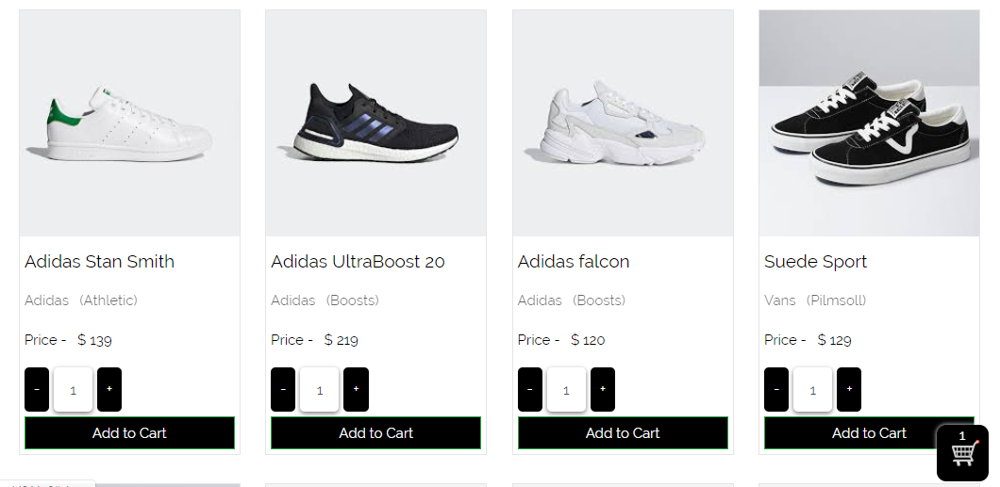 Adidas Stan Smith
Adidas (Athletic)
Price - $ 139
- 1 +
Add to Cart
Adidas UltraBoost 20
Adidas (Boosts)
Price - $ 219
- 1 +
Add to Cart
Adidas falcon
Adidas (Boosts)
Price - $ 120
- 1 +
Add to Cart
Suede Sport
Vans (Pilmsoll)
Price - $ 129
- 1 +
Add to Cart
1